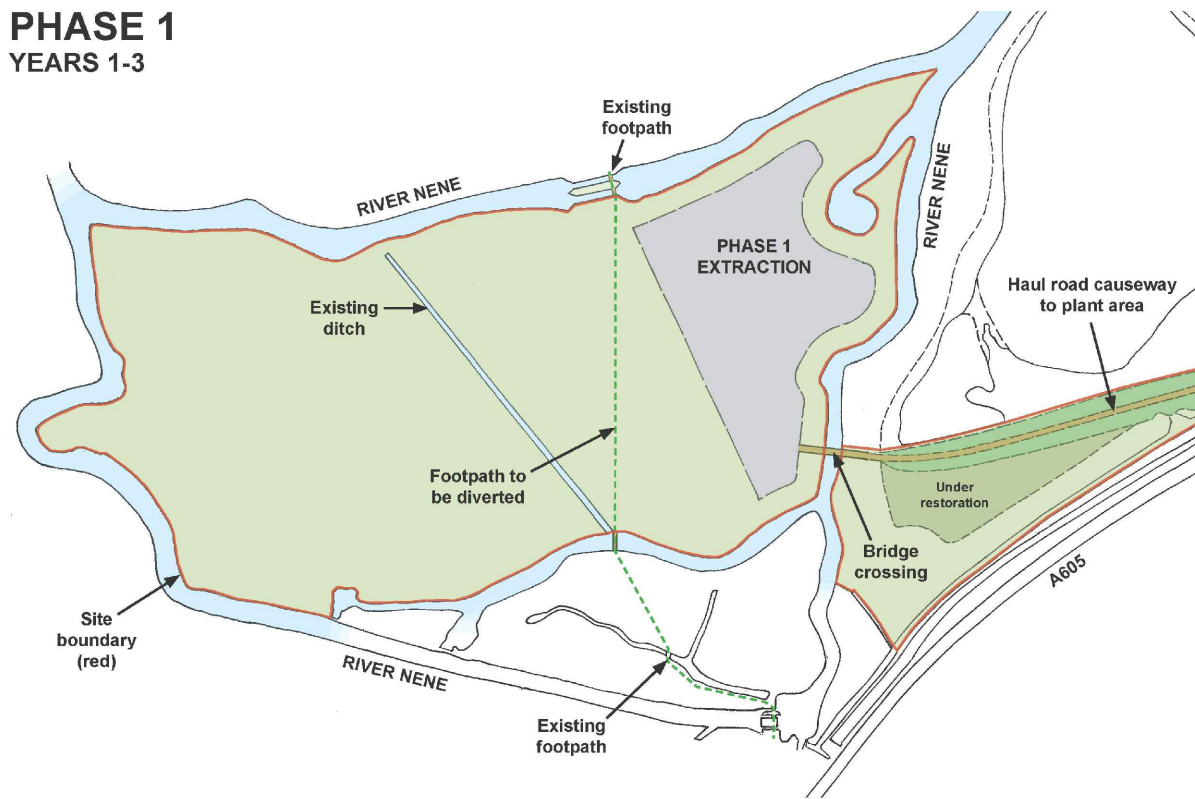 PHASE 1
YEARS 1-3
Existing
footpath
RIVER NENE
RIVER NENE
PHASE 1
EXTRACTION
Haul road causeway
to plant area
Existing
ditch
Footpath to
be diverted
Under
restoration
Bridge
crossing
A605
Site
boundary
(red)
RIVER NENE
Existing
footpath